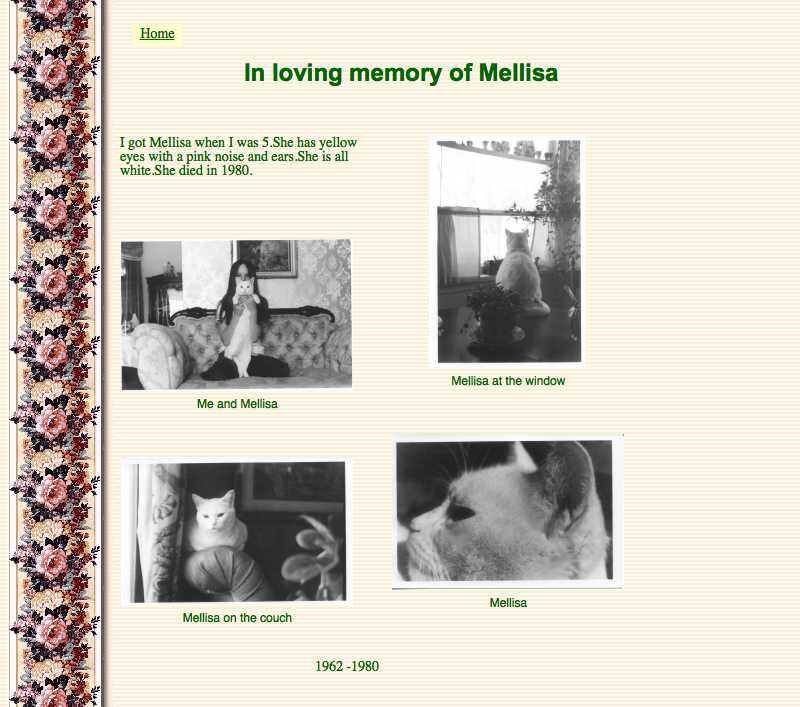 Home
In loving memory of Mellisa
I got Mellisa when I was 5.She has yellow
eyes with a pink noise and ears.She is all
white.She died in 1980.
Mellisa at the window
Me and Mellisa
Mellisa on the couch
Mellisa
1962 -1980